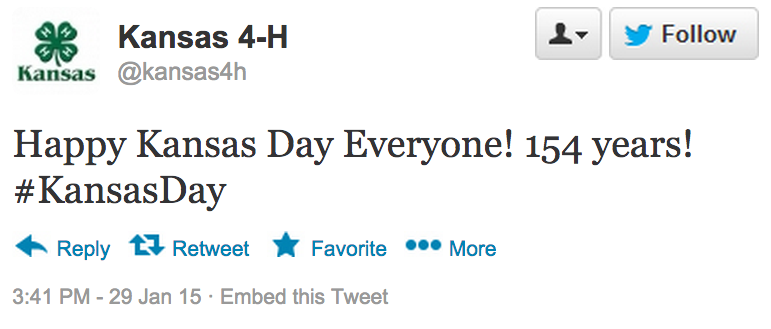 H H H H
Kansas
Kansas 4-H
@kansas4h
Follow
Happy Kansas Day Everyone! 154 years!
#KansasDay
Reply Retweet Favorite More
3:41 PM - 29 Jan 15 · Embed this Tweet